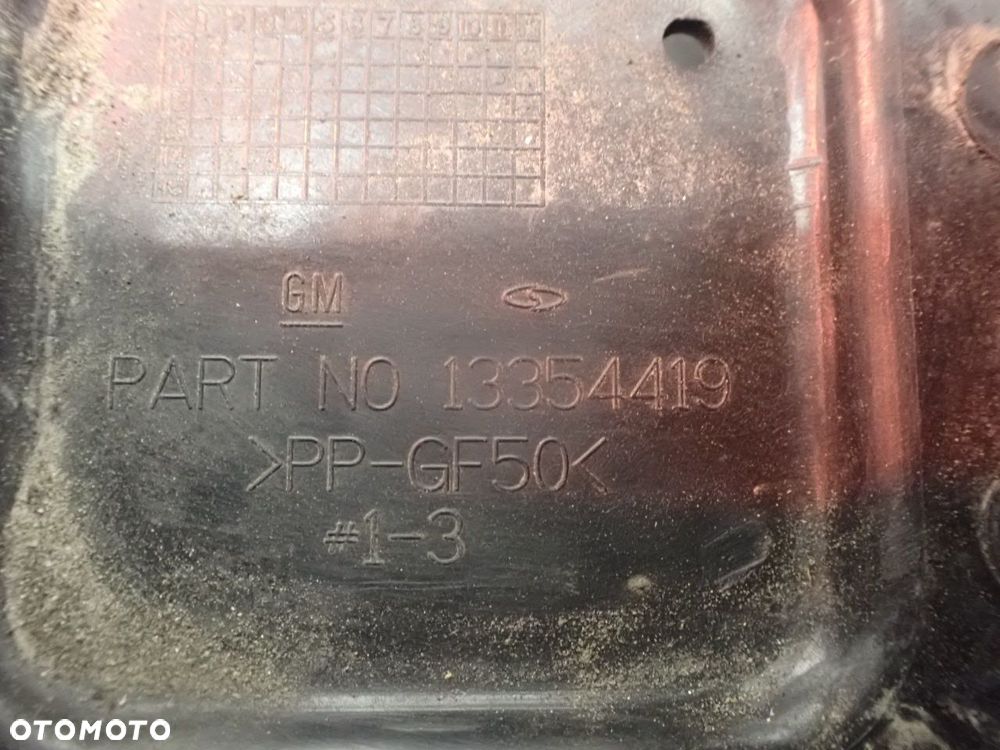 GM
PART NO 13354419
>PP-GF50<
#1-3
OTOMOTO